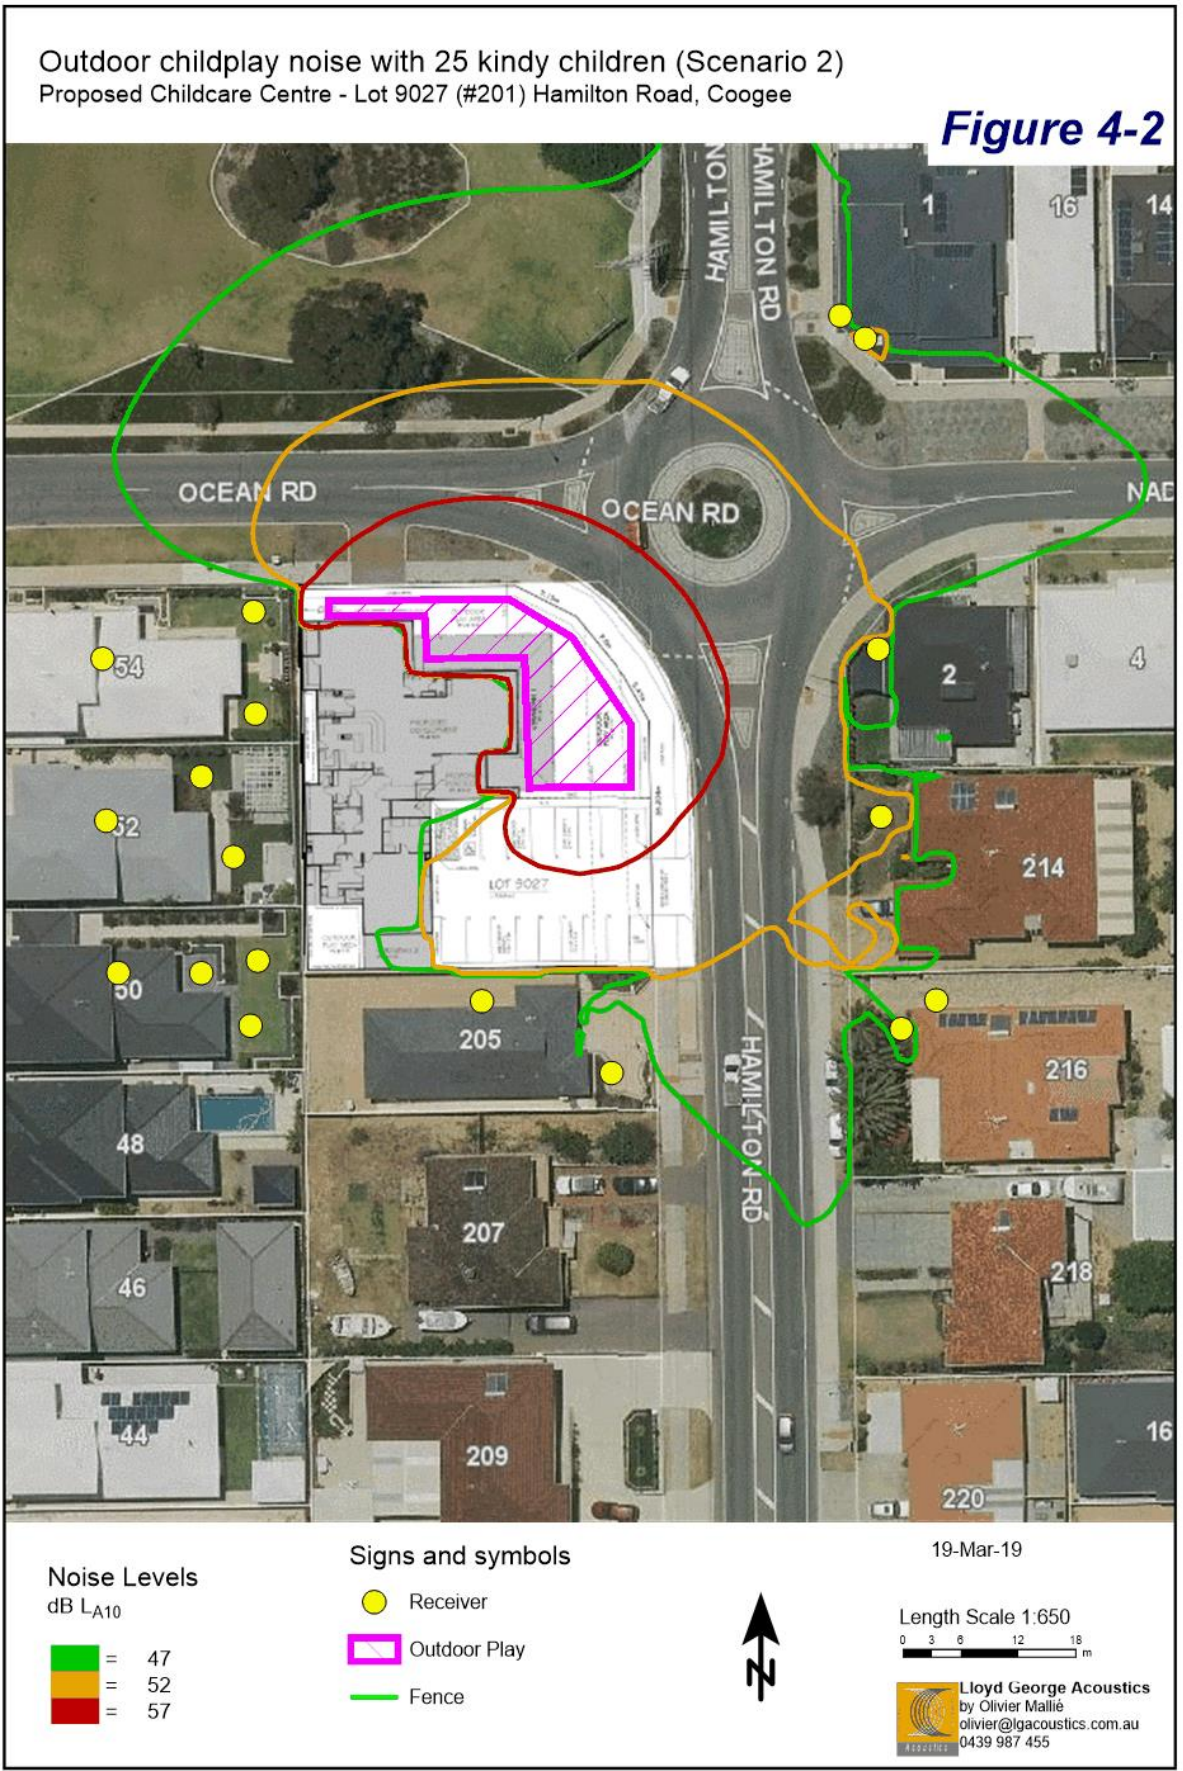 Outdoor childplay noise with 25 kindy children (Scenario 2)
Proposed Childcare Centre - Lot 9027 (#201) Hamilton Road, Coogee
Figure 4-2
HAMILTON
HAMILTON RD
1
16
14
OCEAN RD
OCEAN RD
NAD
54
2
4
52
214
LOT 9027
50
205
216
HAMILTON RD
48
207
218
46
44
209
16
220
Noise Levels
dB LA10
= 47
= 52
= 57
Signs and symbols
Receiver
Outdoor Play
Fence
N
19-Mar-19
Length Scale 1:650
0 3 6 12 18
m
Lloyd George Acoustics
by Olivier Mallié
olivier@lgacoustics.com.au
0439 987 455
Acoustics